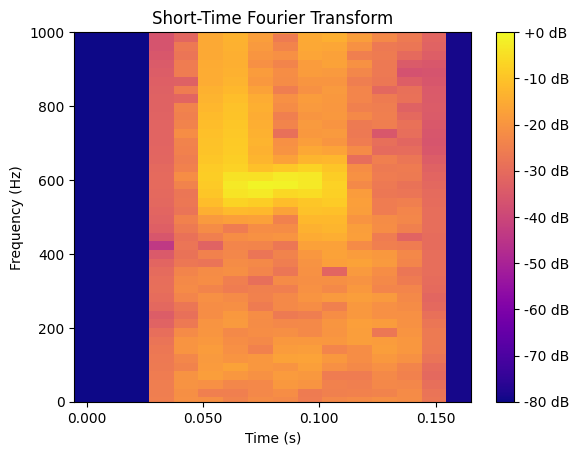 Short-Time Fourier Transform
1000
800
600
400
200
0
Frequency (Hz)
0.000
0.050
0.100
0.150
Time (s)
+0 dB
-10 dB
-20 dB
-30 dB
-40 dB
-50 dB
-60 dB
-70 dB
-80 dB